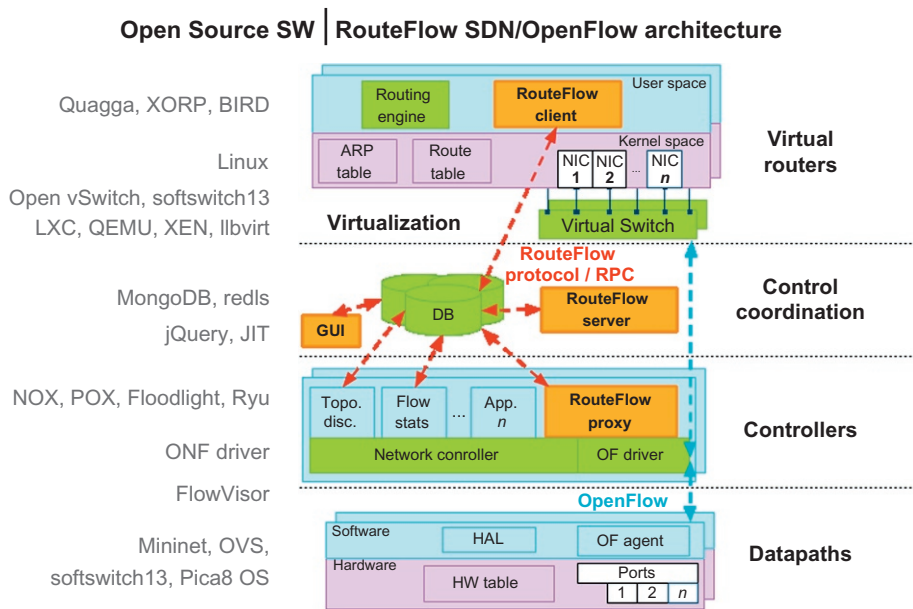 Open Source SW | RouteFlow SDN/OpenFlow architecture
Quagga, XORP, BIRD
Routing
engine
RouteFlow
client
User space
Linux
ARP
table
Route
table
Kernel space
NIC
1
NIC
2
...
NIC
n
Virtual
routers
Open vSwitch, softswitch13
LXC, QEMU, XEN, llbvirt
Virtualization
Virtual Switch
RouteFlow
protocol / RPC
MongoDB, redls
jQuery, JIT
GUI
DB
RouteFlow
server
Control
coordination
NOX, POX, Floodlight, Ryu
Topo.
disc.
Flow
stats
...
App.
n
RouteFlow
proxy
Controllers
ONF driver
Network conroller
OF driver
FlowVisor
OpenFlow
Mininet, OVS,
softswitch13, Pica8 OS
Software
HAL
OF agent
Hardware
HW table
Ports
1 2 n
Datapaths